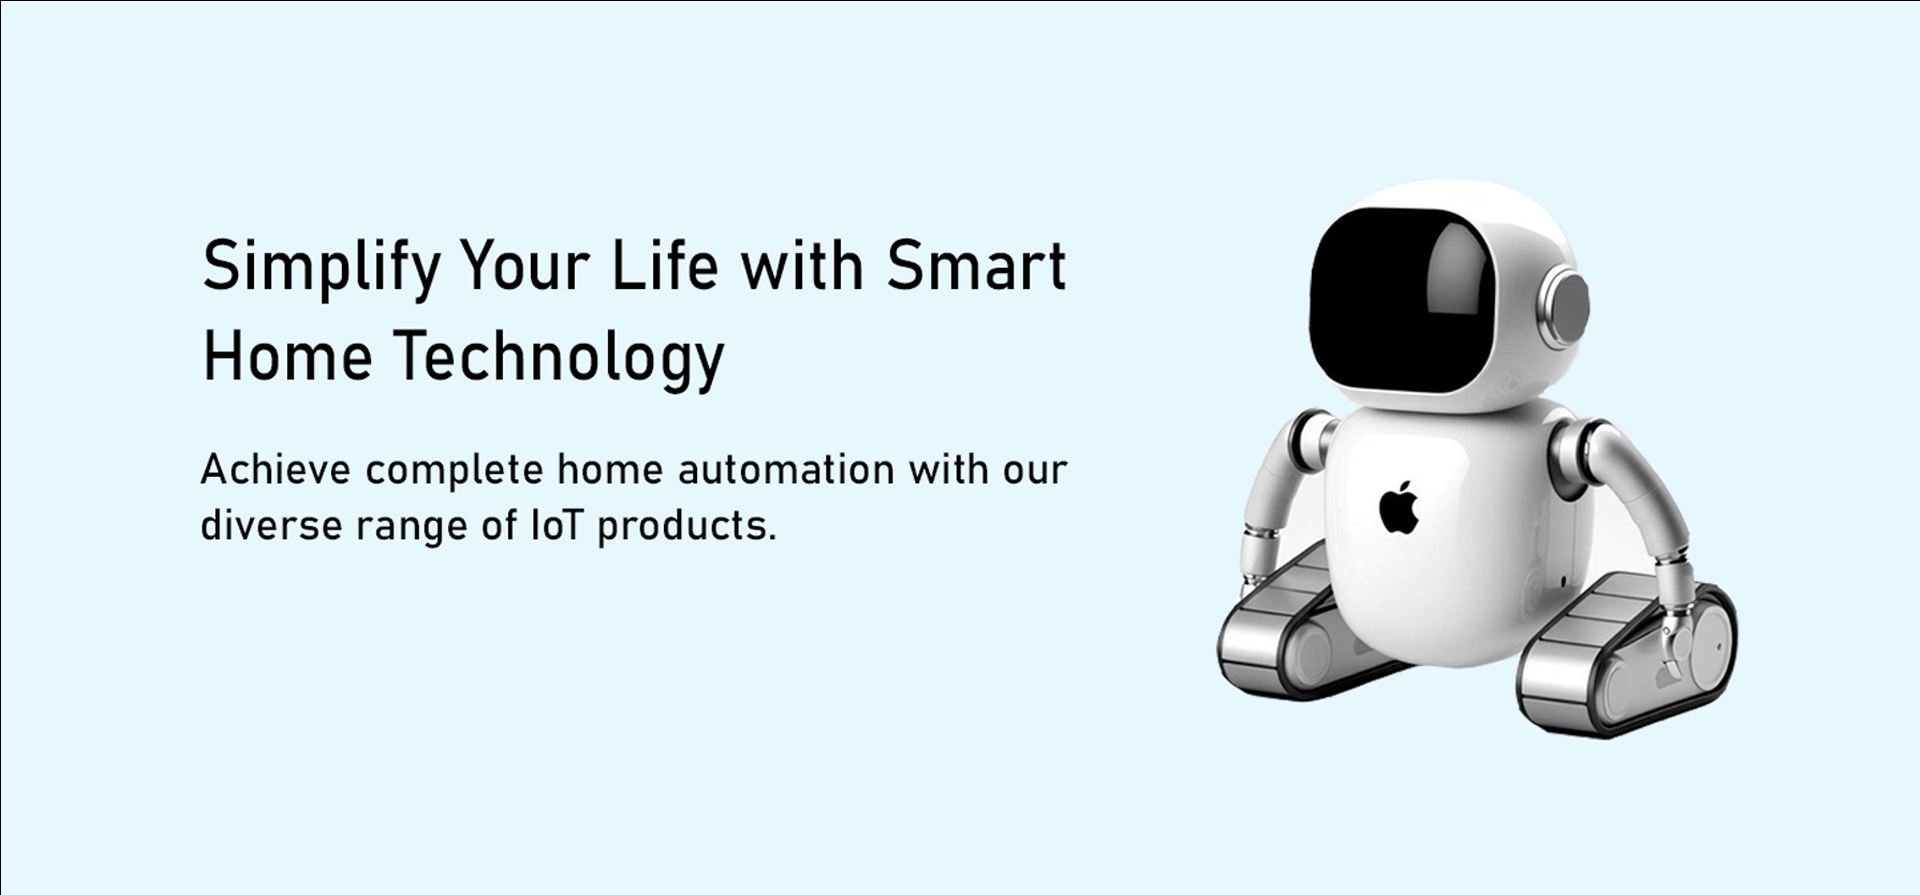 Simplify Your Life with Smart
Home Technology
Achieve complete home automation with our
diverse range of IoT products.